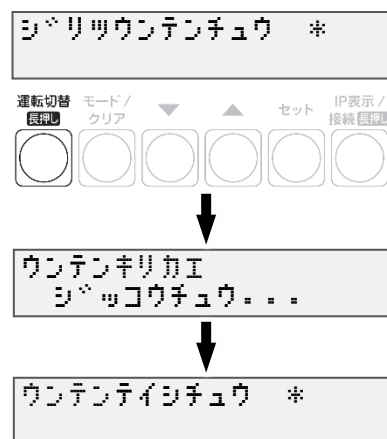 ジリツウンテンチュウ *
運転切替 長押し
モード / クリア
▼
▲
セット
IP表示 / 接続 長押し
ウンテンキリカエ
ジッコウチュウ...
ウンテンテイシチュウ *